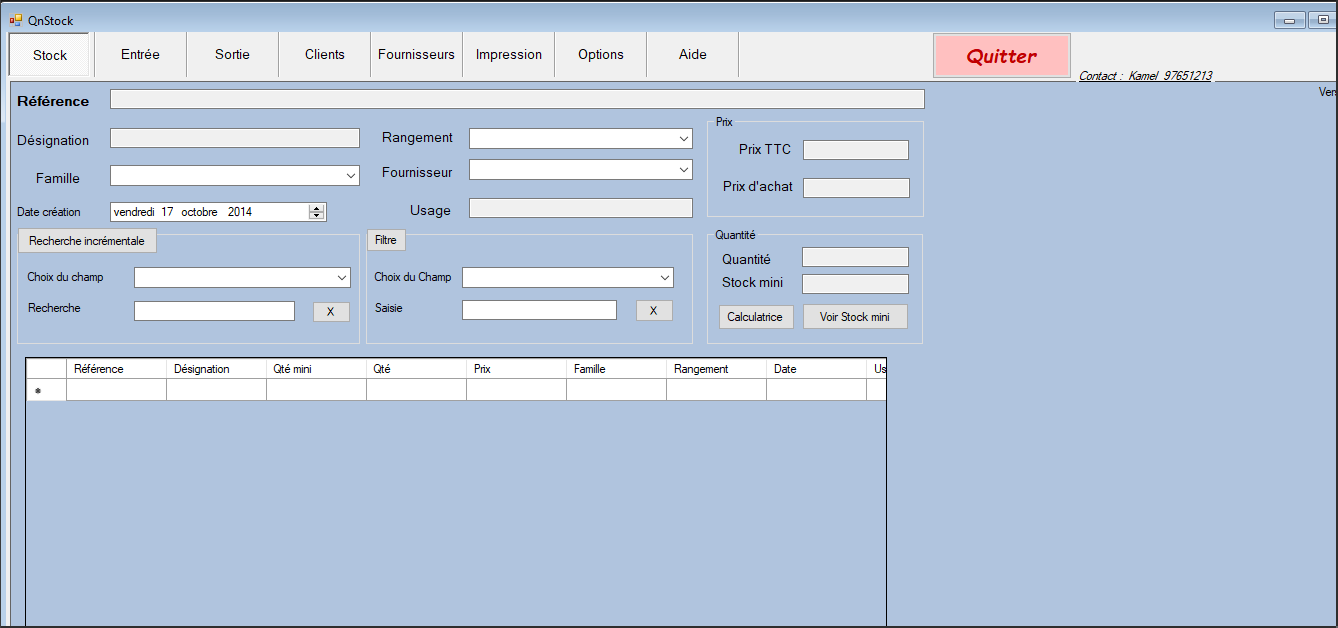 QnStock
Stock Entrée Sortie Clients Fournisseurs Impression Options Aide Quitter
Contact : Kamel 97651213
Référence
Désignation
Famille
Date création vendredi 17 octobre 2014
Rangement
Fournisseur
Usage
Prix
Prix TTC
Prix d'achat
Recherche incrémentale
Choix du champ
Recherche X
Filtre
Choix du Champ
Saisie X
Quantité
Quantité
Stock mini
Calculatrice Voir Stock mini
Référence Désignation Qté mini Qté Prix Famille Rangement Date Us